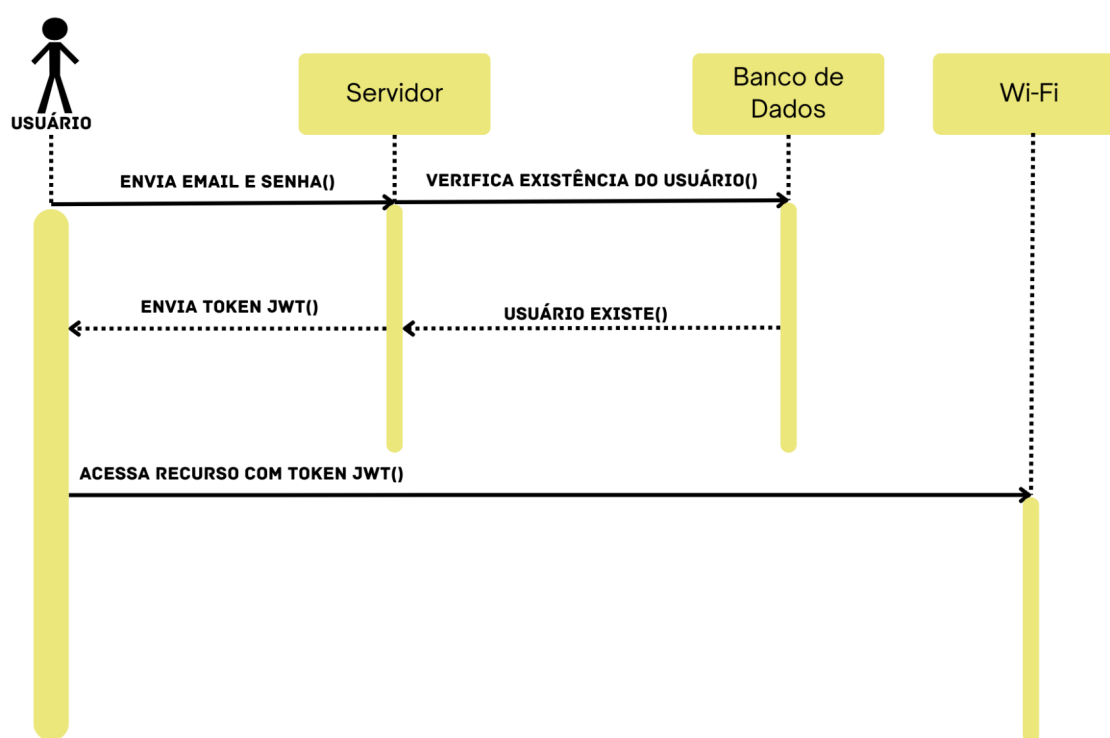 USUÁRIO
Servidor
Banco de
Dados
Wi-Fi
ENVIA EMAIL E SENHA()
VERIFICA EXISTÊNCIA DO USUÁRIO()
ENVIA TOKEN JWT()
USUÁRIO EXISTE()
ACESSA RECURSO COM TOKEN JWT()